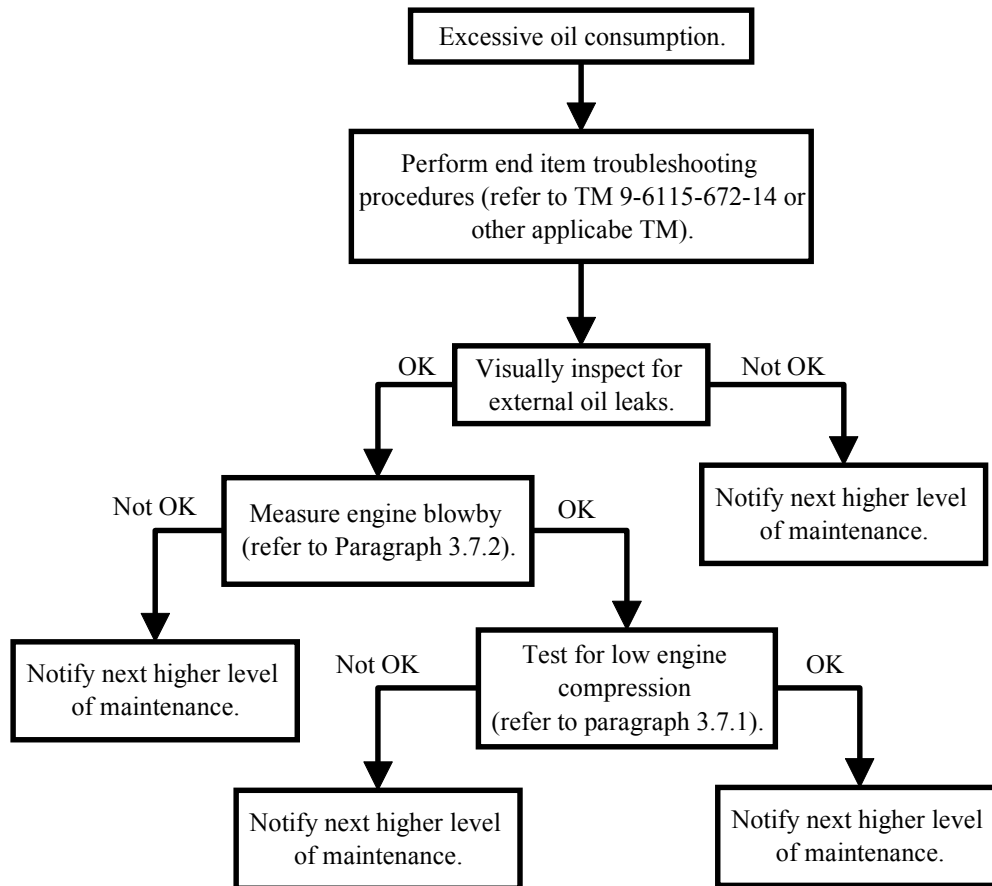 Excessive oil consumption.
Perform end item troubleshooting
procedures (refer to TM 9-6115-672-14 or
other applicabe TM).
OK
Visually inspect for
external oil leaks.
Not OK
Not OK
Measure engine blowby
(refer to Paragraph 3.7.2).
OK
Notify next higher level
of maintenance.
Notify next higher level
of maintenance.
Not OK
Test for low engine
compression
(refer to paragraph 3.7.1).
OK
Notify next higher level
of maintenance.
Notify next higher level
of maintenance.